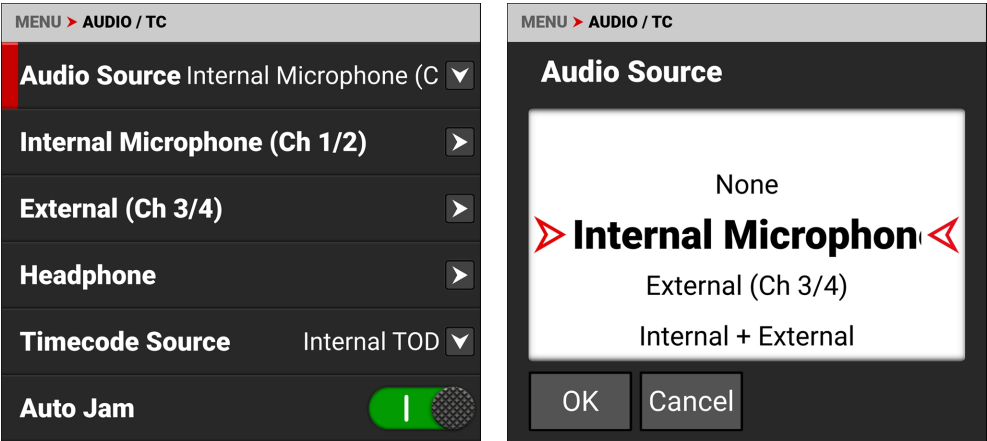 MENU AUDIO / TC
Audio Source Internal Microphone (C
Internal Microphone (Ch 1/2)
External (Ch 3/4)
Headphone
Timecode Source Internal TOD
Auto Jam
MENU AUDIO / TC
Audio Source
None
Internal Microphon
External (Ch 3/4)
Internal + External
OK Cancel